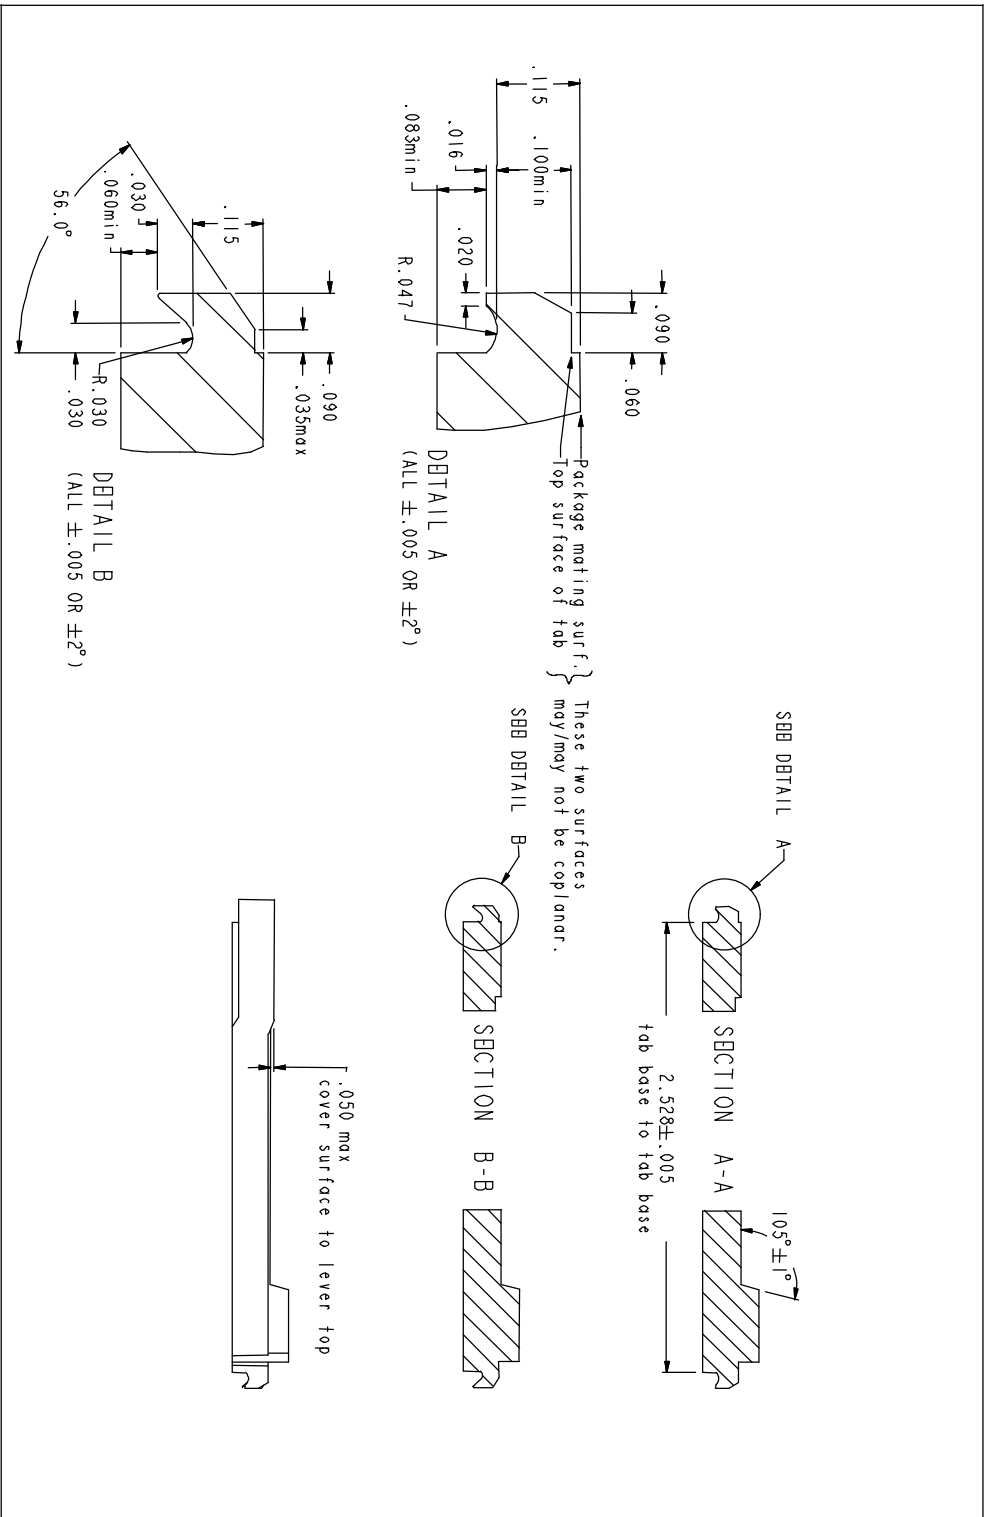 SEE DETAIL A
SECTION A-A
105°±1°
2.528±.005
tab base to tab base
SEE DETAIL B
SECTION B-B
.050 max
cover surface to lever top
.115
.100min
.016
.083min
.020
R.047
.090
.060
Package mating surf.
Top surface of tab
These two surfaces
may/may not be coplanar.
DETAIL A
(ALL ±.005 OR ±2°)
.115
.030
.060min
56.0°
.090
.035max
R.030
.030
DETAIL B
(ALL ±.005 OR ±2°)